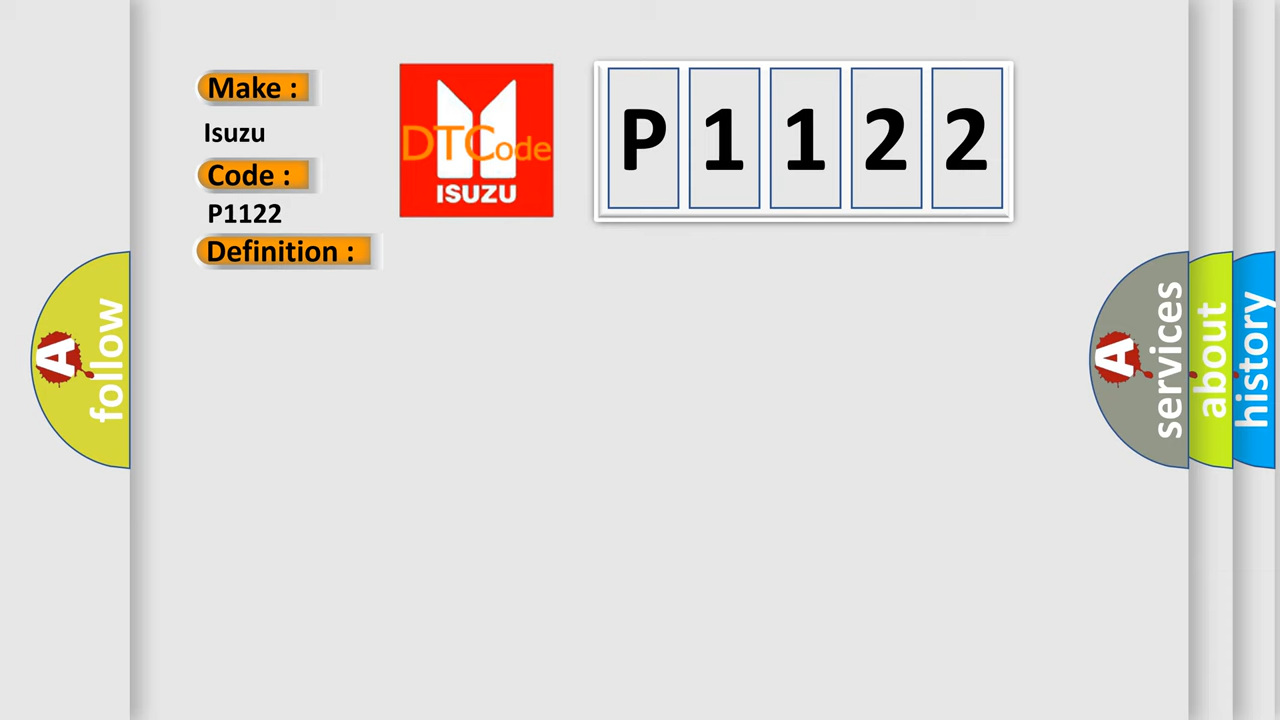 Make :
Isuzu
Code :
P1122
Definition :
DTCode
ISUZU
P 1 1 2 2
A follow
A services
about
history